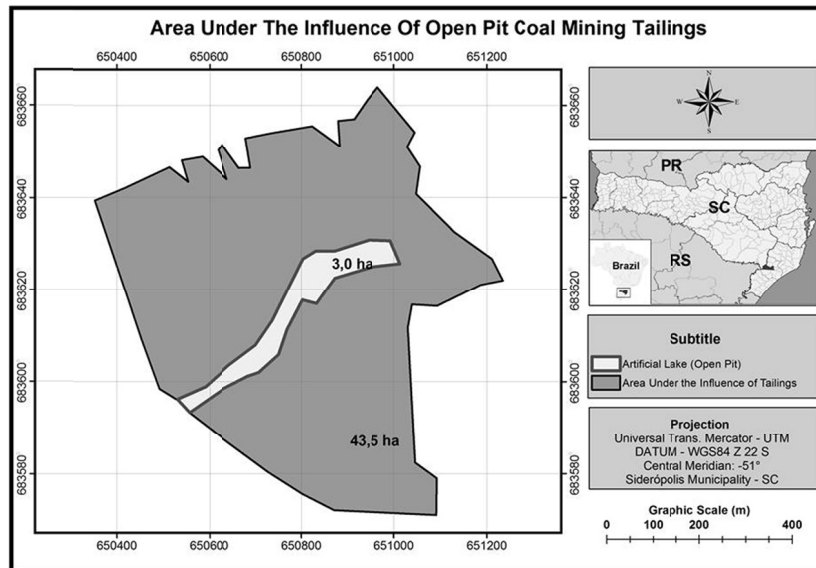 Area Under The Influence Of Open Pit Coal Mining Tailings
650400 650600 650800 651000 651200
683660
683640
683620
683600
683580
683660
683640
683620
683600
683580
3,0 ha
43,5 ha
650400 650600 650800 651000 651200
N
W E
S
PR
SC
RS
Brazil
Subtitle
Artificial Lake (Open Pit)
Area Under the Influence of Tailings
Projection
Universal Trans. Mercator - UTM
DATUM - WGS84 Z 22 S
Central Meridian: -51°
Siderópolis Municipality - SC
Graphic Scale (m)
0 100 200 300 400